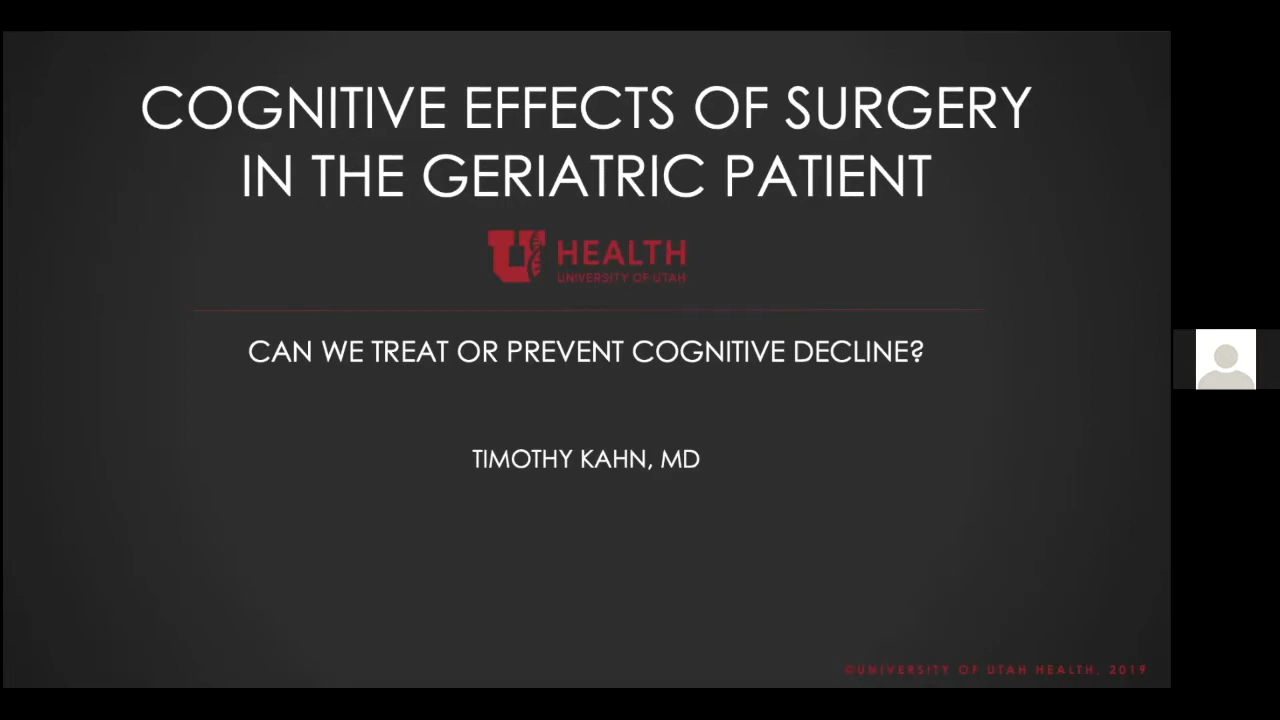 COGNITIVE EFFECTS OF SURGERY
IN THE GERIATRIC PATIENT
U HEALTH
UNIVERSITY OF UTAH
CAN WE TREAT OR PREVENT COGNITIVE DECLINE?
TIMOTHY KAHN, MD
©UNIVERSITY OF UTAH HEALTH, 2019